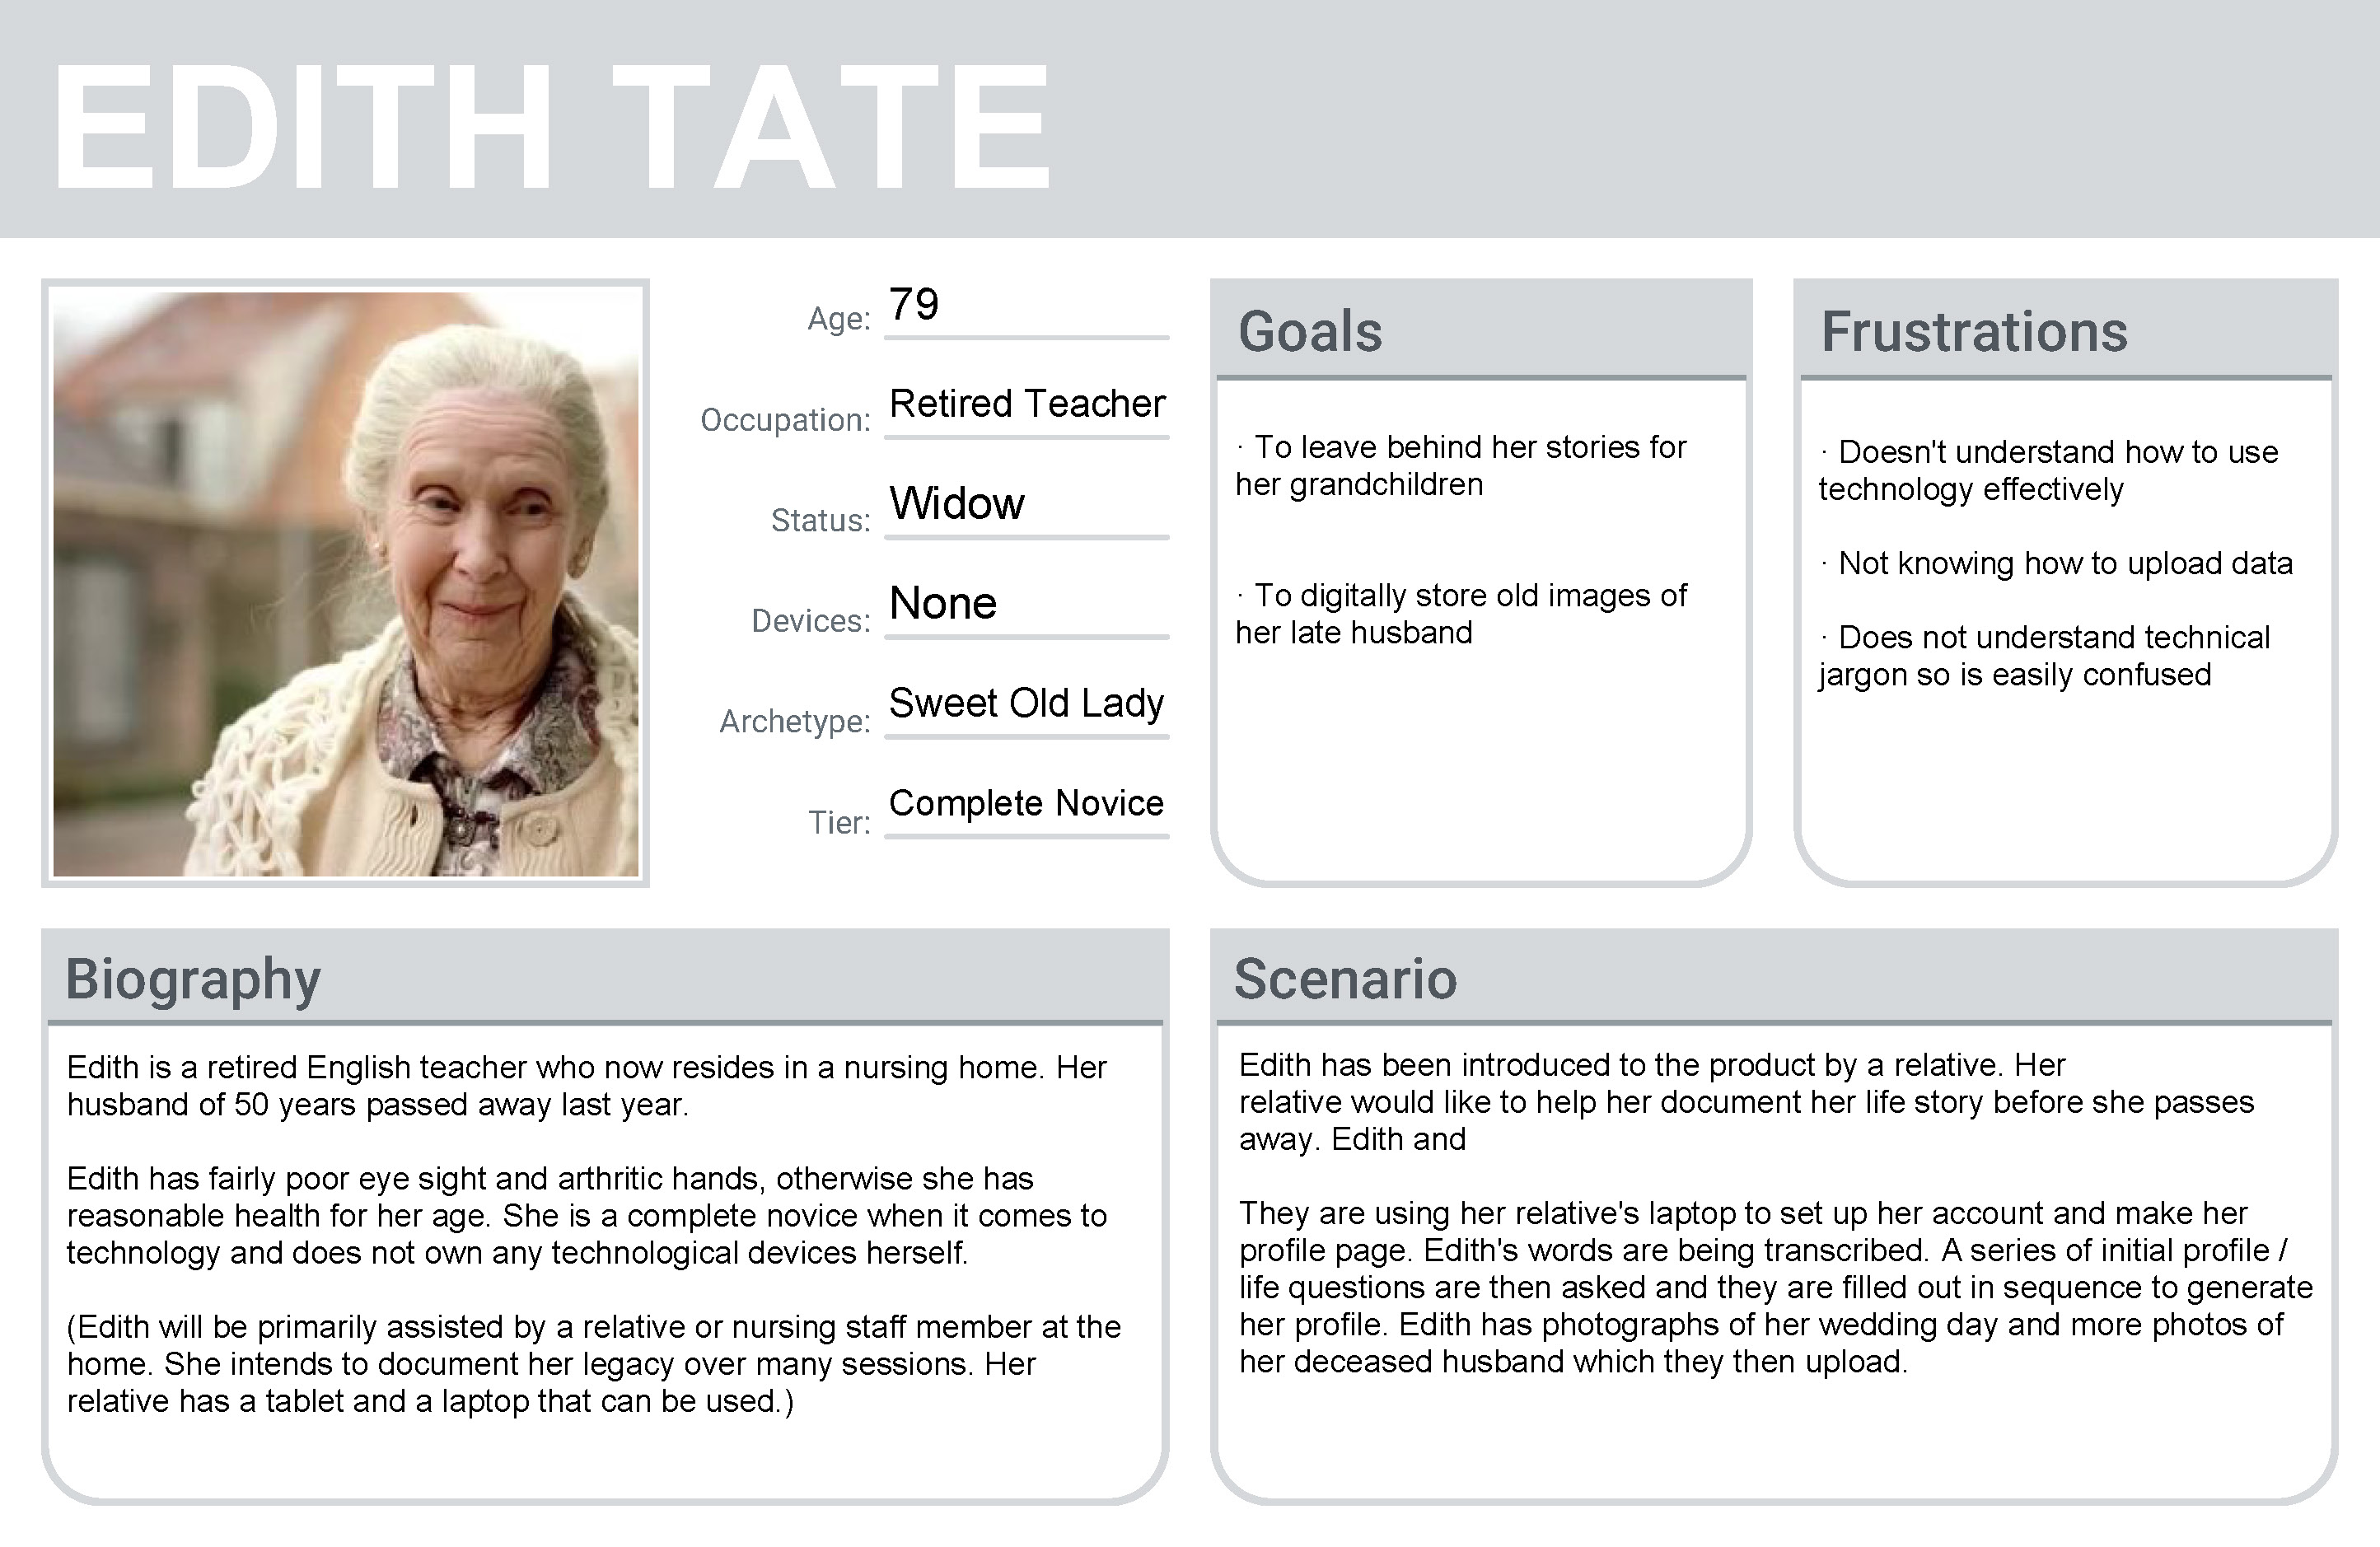 EDITH TATE
Age: 79
Occupation: Retired Teacher
Status: Widow
Devices: None
Archetype: Sweet Old Lady
Tier: Complete Novice
Goals
· To leave behind her stories for
her grandchildren
· To digitally store old images of
her late husband
Frustrations
· Doesn't understand how to use
technology effectively
· Not knowing how to upload data
· Does not understand technical
jargon so is easily confused
Biography
Edith is a retired English teacher who now resides in a nursing home. Her
husband of 50 years passed away last year.
Edith has fairly poor eye sight and arthritic hands, otherwise she has
reasonable health for her age. She is a complete novice when it comes to
technology and does not own any technological devices herself.
(Edith will be primarily assisted by a relative or nursing staff member at the
home. She intends to document her legacy over many sessions. Her
relative has a tablet and a laptop that can be used.)
Scenario
Edith has been introduced to the product by a relative. Her
relative would like to help her document her life story before she passes
away. Edith and
They are using her relative's laptop to set up her account and make her
profile page. Edith's words are being transcribed. A series of initial profile /
life questions are then asked and they are filled out in sequence to generate
her profile. Edith has photographs of her wedding day and more photos of
her deceased husband which they then upload.